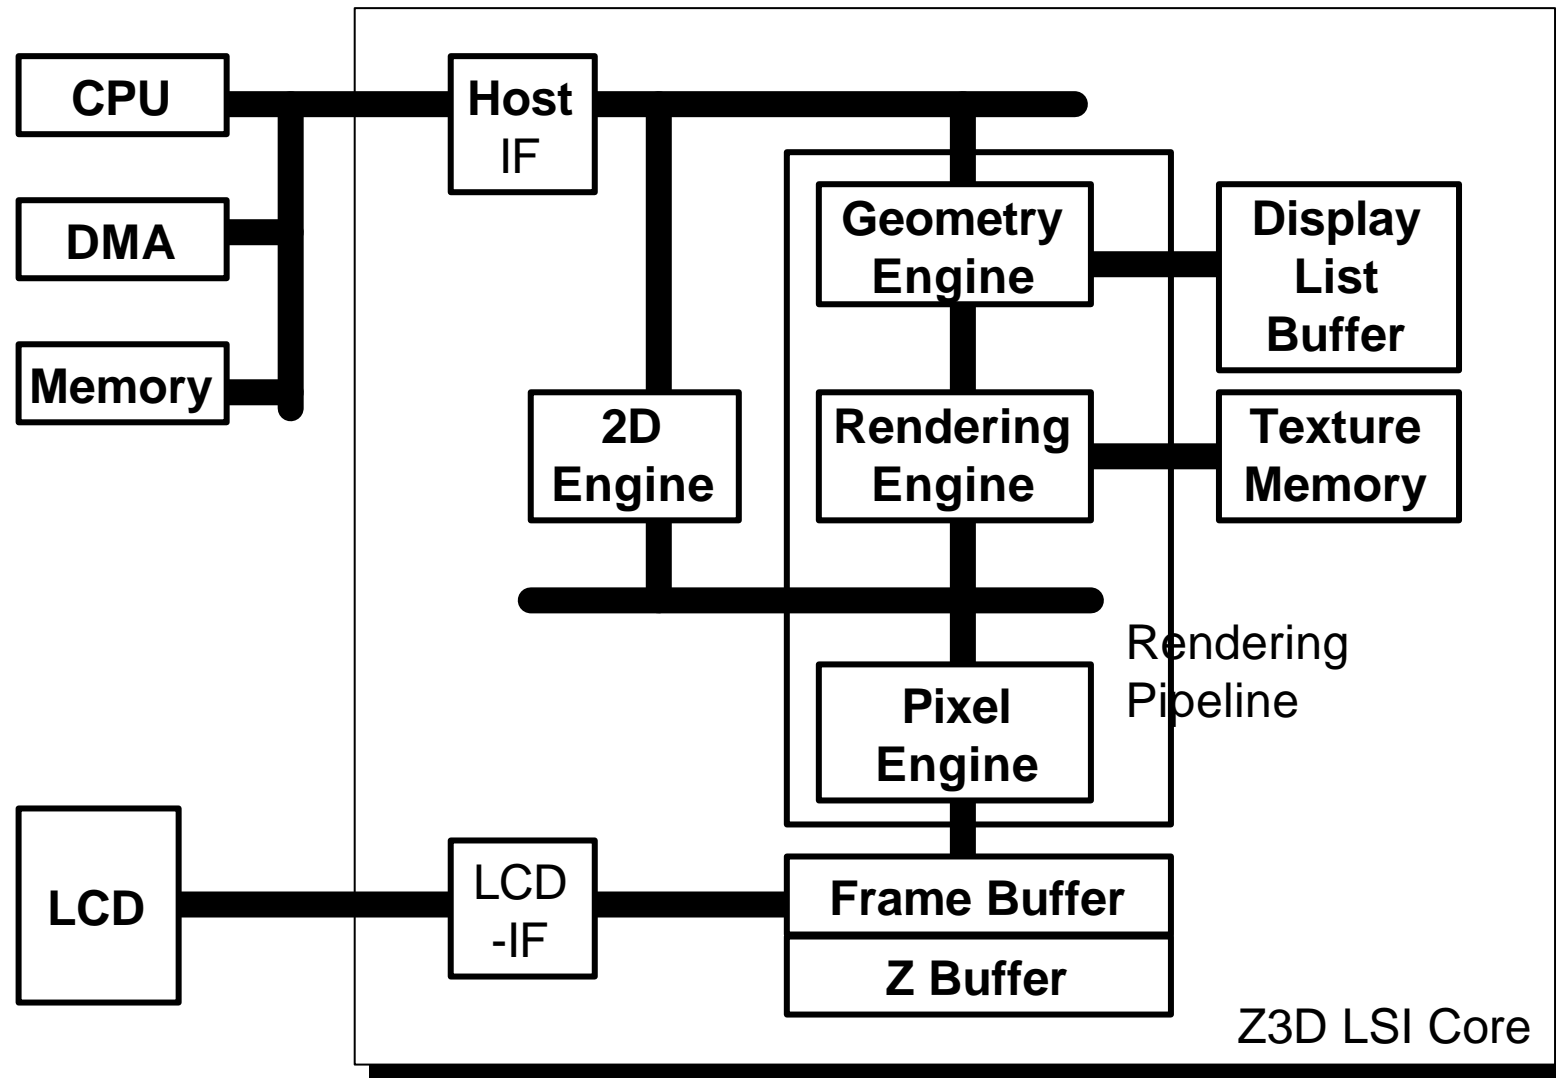 CPU
Host
IF
DMA
Geometry
Engine
Display
List
Buffer
Memory
2D
Engine
Rendering
Engine
Texture
Memory
Rendering
Pipeline
Pixel
Engine
LCD
LCD
-IF
Frame Buffer
Z Buffer
Z3D LSI Core